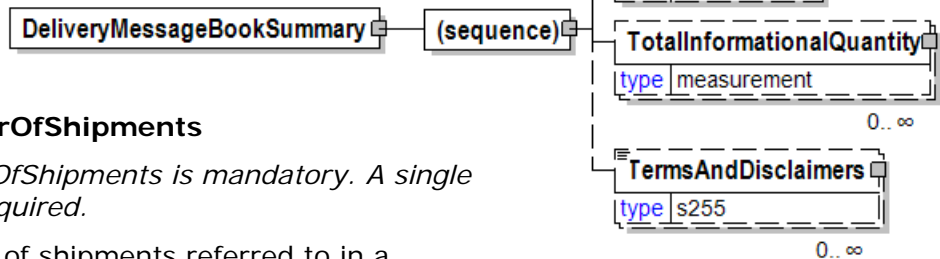 DeliveryMessageBookSummary
(sequence)
TotalInformationalQuantity
type measurement
0.. ∞
TermsAndDisclaimers
type s255
0.. ∞
rOfShipments
OfShipments is mandatory. A single
quired.
of shipments referred to in a